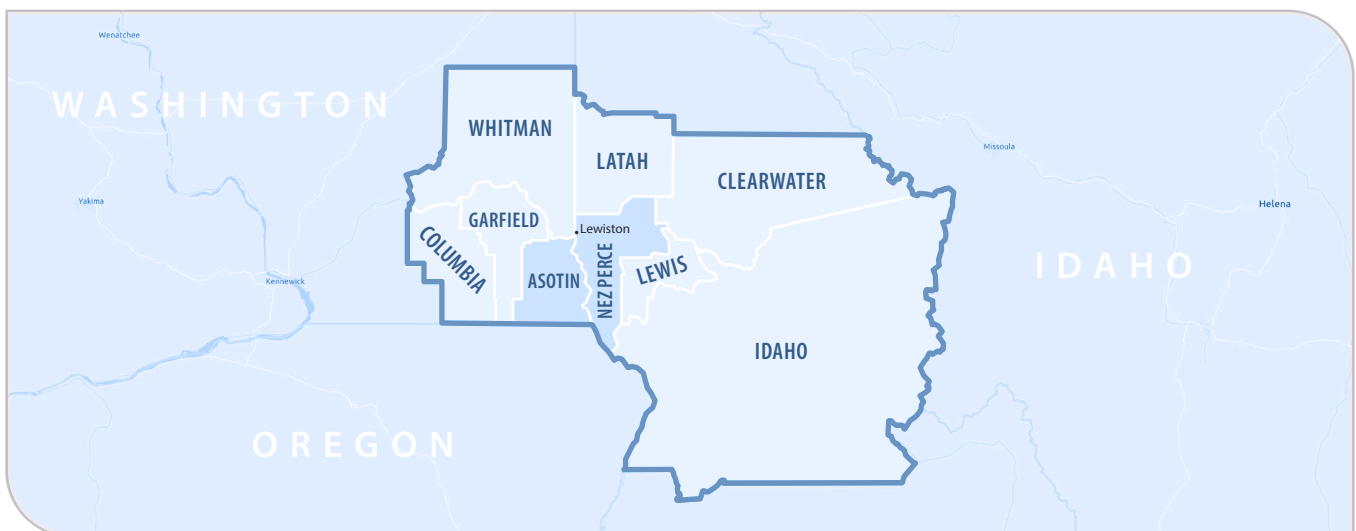 Wenatchee
WASHINGTON
WHITMAN
LATAH
Missoula
CLEARWATER
Yakima
Helena
GARFIELD
Lewiston
COLUMBIA
NEZ PERCE
LEWIS
IDAHO
ASOTIN
Kennewick
IDAHO
OREGON